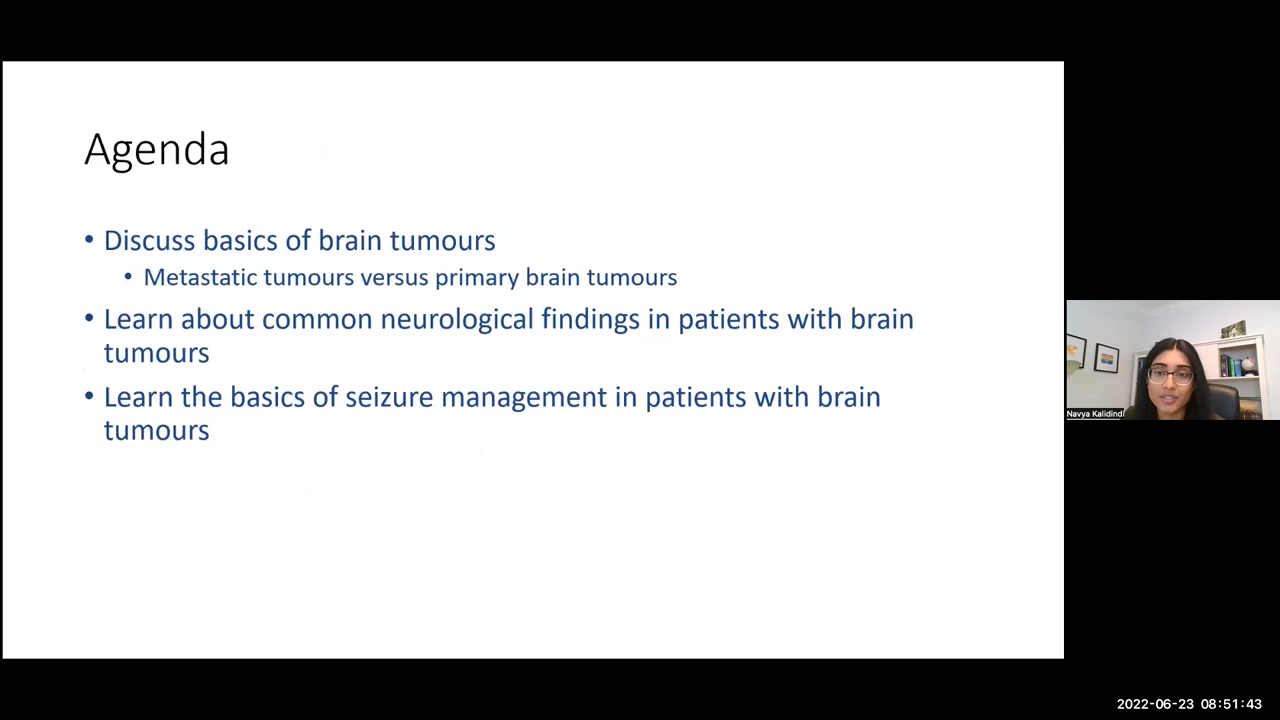 Agenda
• Discuss basics of brain tumours
• Metastatic tumours versus primary brain tumours
• Learn about common neurological findings in patients with brain
tumours
• Learn the basics of seizure management in patients with brain
tumours
Navya Kalidindi
2022-06-23 08:51:43